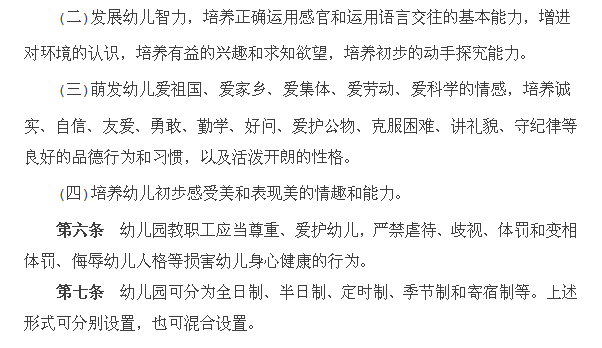 (二)发展幼儿智力，培养正确运用感官和运用语言交往的基本能力，增进
对环境的认识，培养有益的兴趣和求知欲望，培养初步的动手探究能力。
(三)萌发幼儿爱祖国、爱家乡、爱集体、爱劳动、爱科学的情感，培养诚
实、自信、友爱、勇敢、勤学、好问、爱护公物、克服困难、讲礼貌、守纪律等
良好的品德行为和习惯，以及活泼开朗的性格。
(四)培养幼儿初步感受美和表现美的情趣和能力。
第六条　幼儿园教职工应当尊重、爱护幼儿，严禁虐待、歧视、体罚和变相
体罚、侮辱幼儿人格等损害幼儿身心健康的行为。
第七条　幼儿园可分为全日制、半日制、定时制、季节制和寄宿制等。上述
形式可分别设置，也可混合设置。